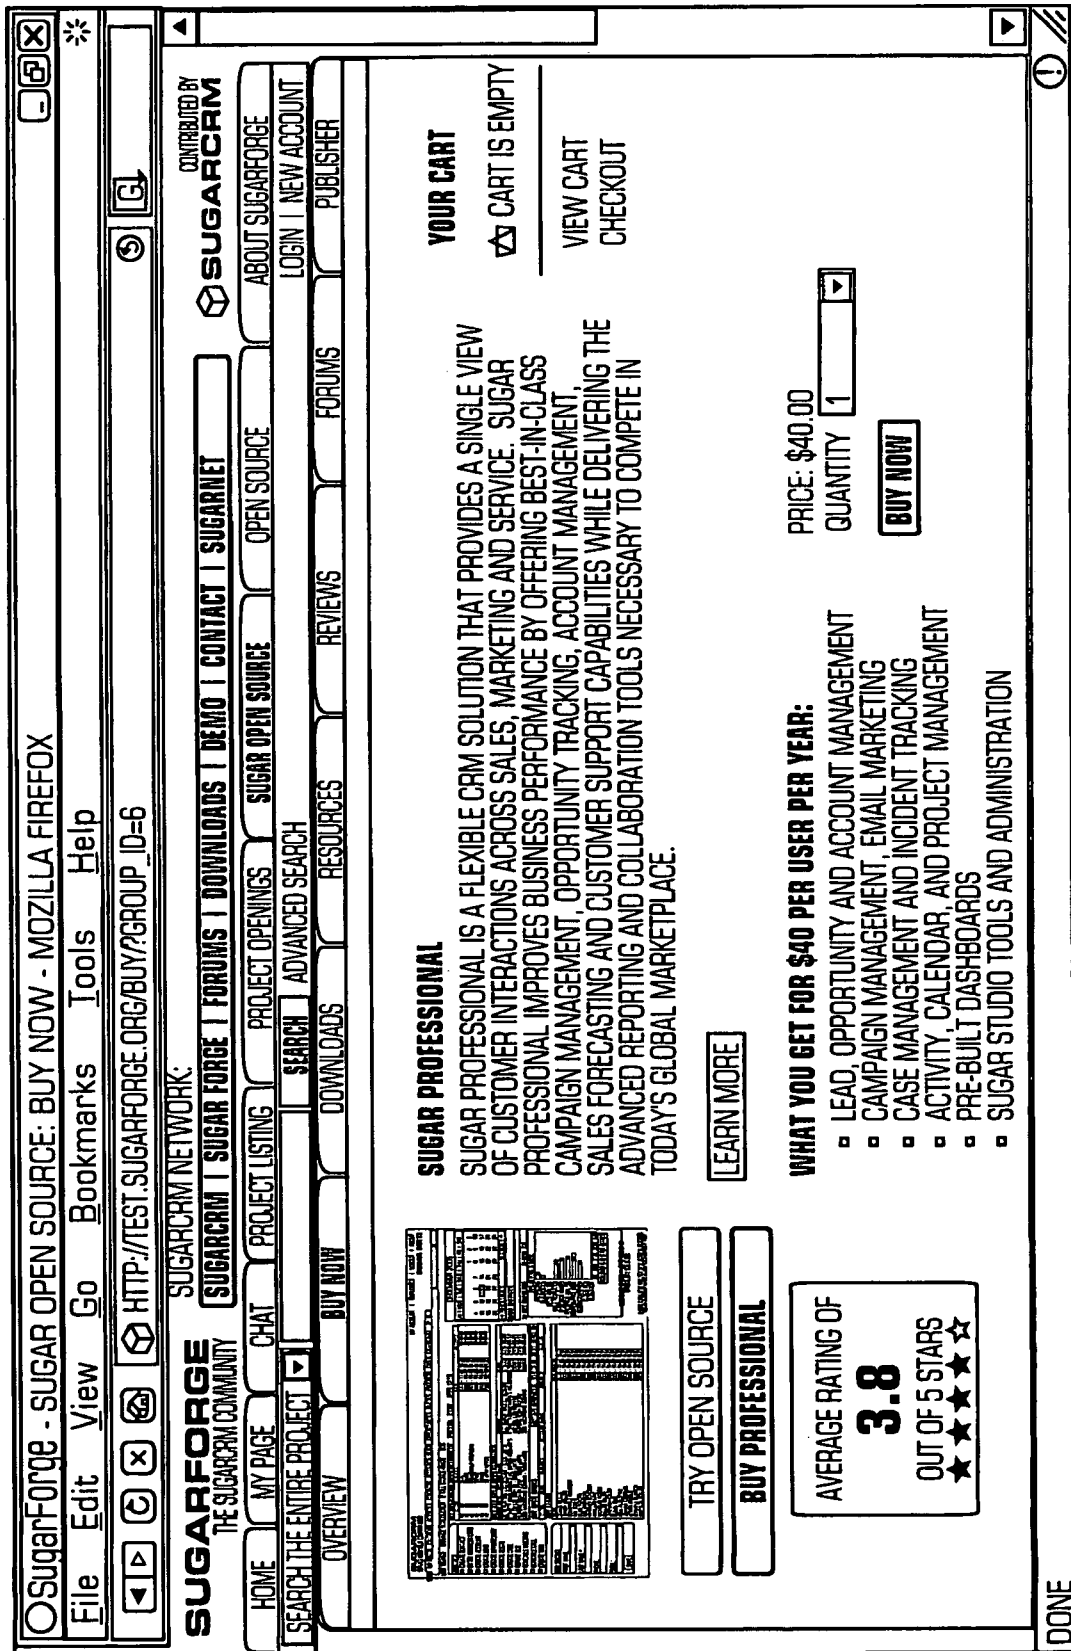 SugarForge - SUGAR OPEN SOURCE: BUY NOW - MOZILLA FIREFOX
File Edit View Go Bookmarks Tools Help
HTTP://TEST.SUGARFORGE.ORG/BUY/?GROUP_ID=6
G
SUGARFORGE
THE SUGARCRM COMMUNITY
SUGARCRM NETWORK:
SUGARCRM | SUGAR FORGE | FORUMS | DOWNLOADS | DEMO | CONTACT | SUGARNET
CONTRIBUTED BY
SUGARCRM
HOME MY PAGE CHAT PROJECT LISTING PROJECT OPENINGS SUGAR OPEN SOURCE OPEN SOURCE ABOUT SUGARFORGE
SEARCH THE ENTIRE PROJECT SEARCH ADVANCED SEARCH LOGIN | NEW ACCOUNT
OVERVIEW BUY NOW DOWNLOADS RESOURCES REVIEWS FORUMS PUBLISHER
SUGAR PROFESSIONAL
SUGAR PROFESSIONAL IS A FLEXIBLE CRM SOLUTION THAT PROVIDES A SINGLE VIEW
OF CUSTOMER INTERACTIONS ACROSS SALES, MARKETING AND SERVICE. SUGAR
PROFESSIONAL IMPROVES BUSINESS PERFORMANCE BY OFFERING BEST-IN-CLASS
CAMPAIGN MANAGEMENT, OPPORTUNITY TRACKING, ACCOUNT MANAGEMENT,
SALES FORECASTING AND CUSTOMER SUPPORT CAPABILITIES WHILE DELIVERING THE
ADVANCED REPORTING AND COLLABORATION TOOLS NECESSARY TO COMPETE IN
TODAY'S GLOBAL MARKETPLACE.
LEARN MORE
YOUR CART
CART IS EMPTY
VIEW CART
CHECKOUT
TRY OPEN SOURCE
BUY PROFESSIONAL
AVERAGE RATING OF
3.8
OUT OF 5 STARS
WHAT YOU GET FOR $40 PER USER PER YEAR:
LEAD, OPPORTUNITY AND ACCOUNT MANAGEMENT
CAMPAIGN MANAGEMENT, EMAIL MARKETING
CASE MANAGEMENT AND INCIDENT TRACKING
ACTIVITY, CALENDAR, AND PROJECT MANAGEMENT
PRE-BUILT DASHBOARDS
SUGAR STUDIO TOOLS AND ADMINISTRATION
PRICE: $40.00
QUANTITY 1
BUY NOW
DONE